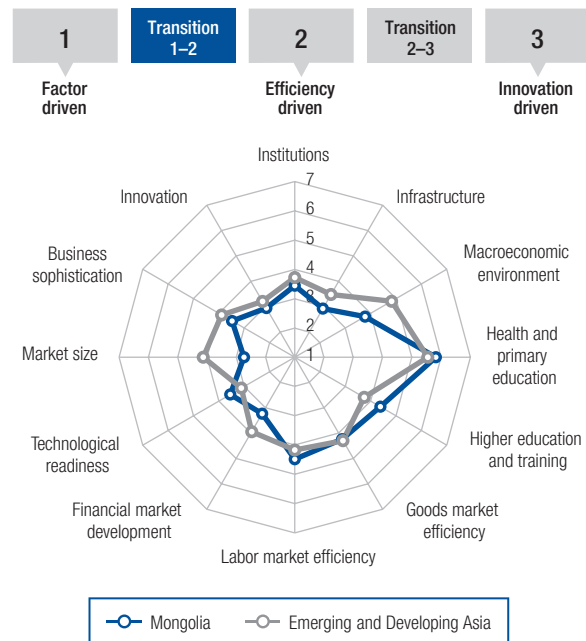 1
Transition
1–2
2
Transition
2–3
3
Factor
driven
Efficiency
driven
Innovation
driven
Institutions
Infrastructure
Macroeconomic
environment
Health and
primary
education
Higher education
and training
Goods market
efficiency
Labor market efficiency
Financial market
development
Technological
readiness
Market size
Business
sophistication
Innovation
7
6
5
4
3
2
1
Mongolia
Emerging and Developing Asia